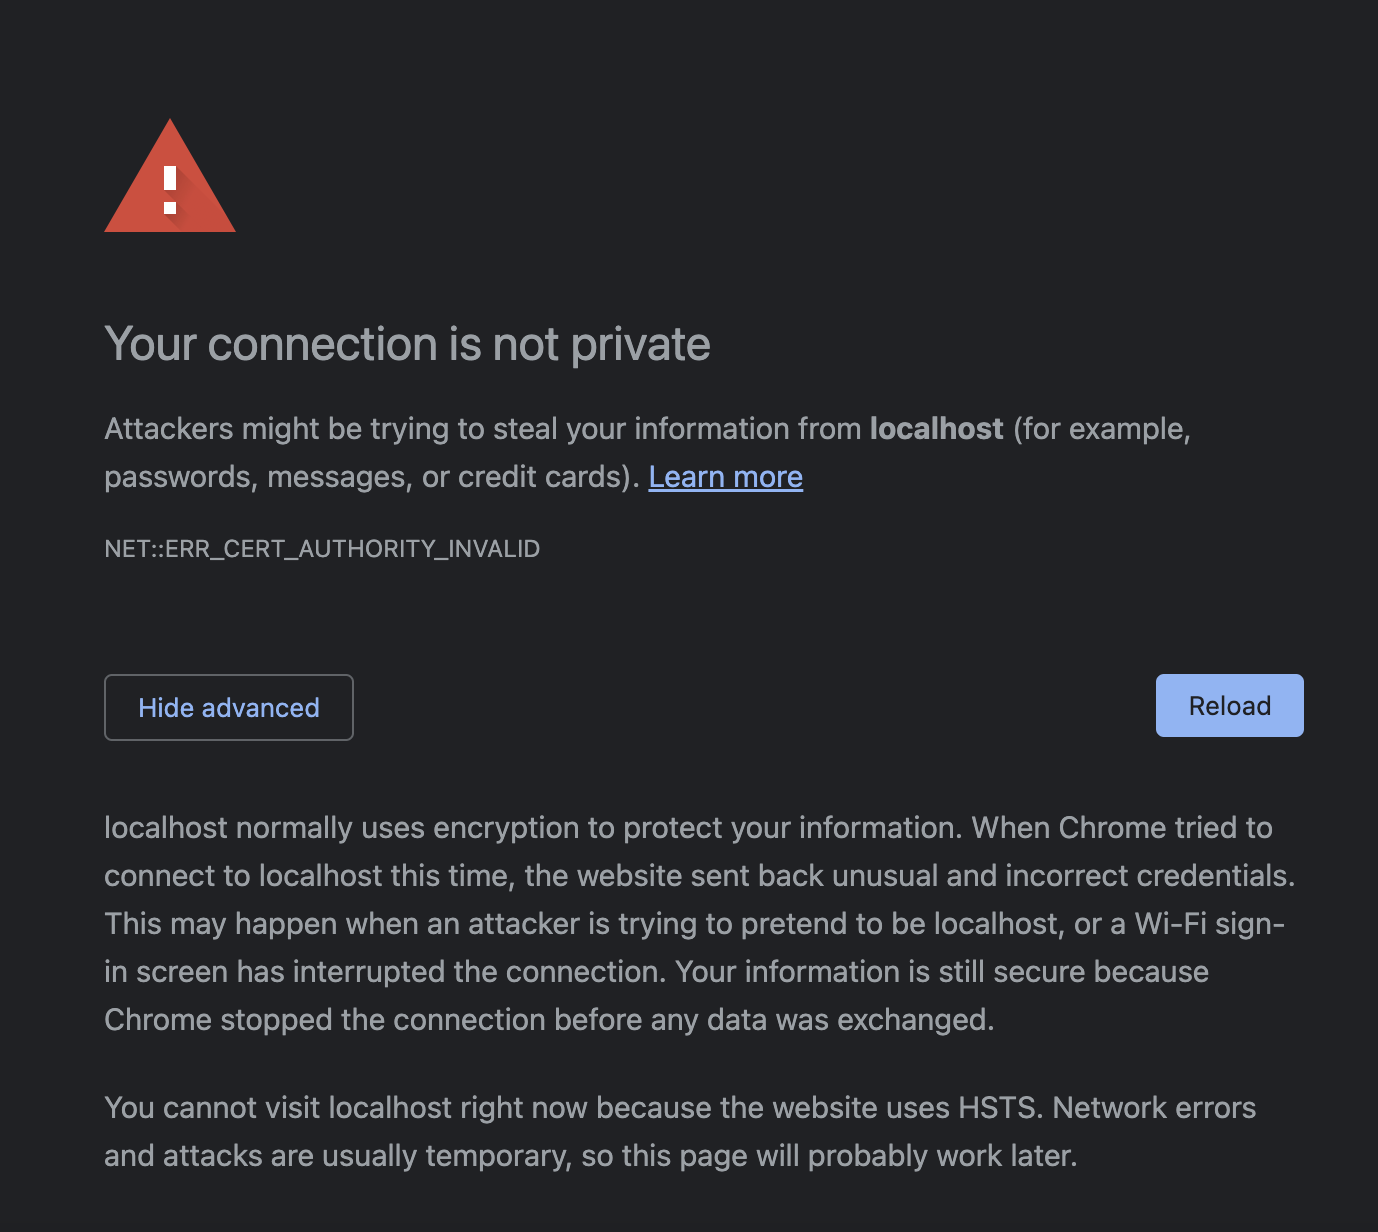 Your connection is not private
Attackers might be trying to steal your information from localhost (for example,
passwords, messages, or credit cards). Learn more
NET::ERR_CERT_AUTHORITY_INVALID
Hide advanced
Reload
localhost normally uses encryption to protect your information. When Chrome tried to
connect to localhost this time, the website sent back unusual and incorrect credentials.
This may happen when an attacker is trying to pretend to be localhost, or a Wi-Fi sign-
in screen has interrupted the connection. Your information is still secure because
Chrome stopped the connection before any data was exchanged.
You cannot visit localhost right now because the website uses HSTS. Network errors
and attacks are usually temporary, so this page will probably work later.